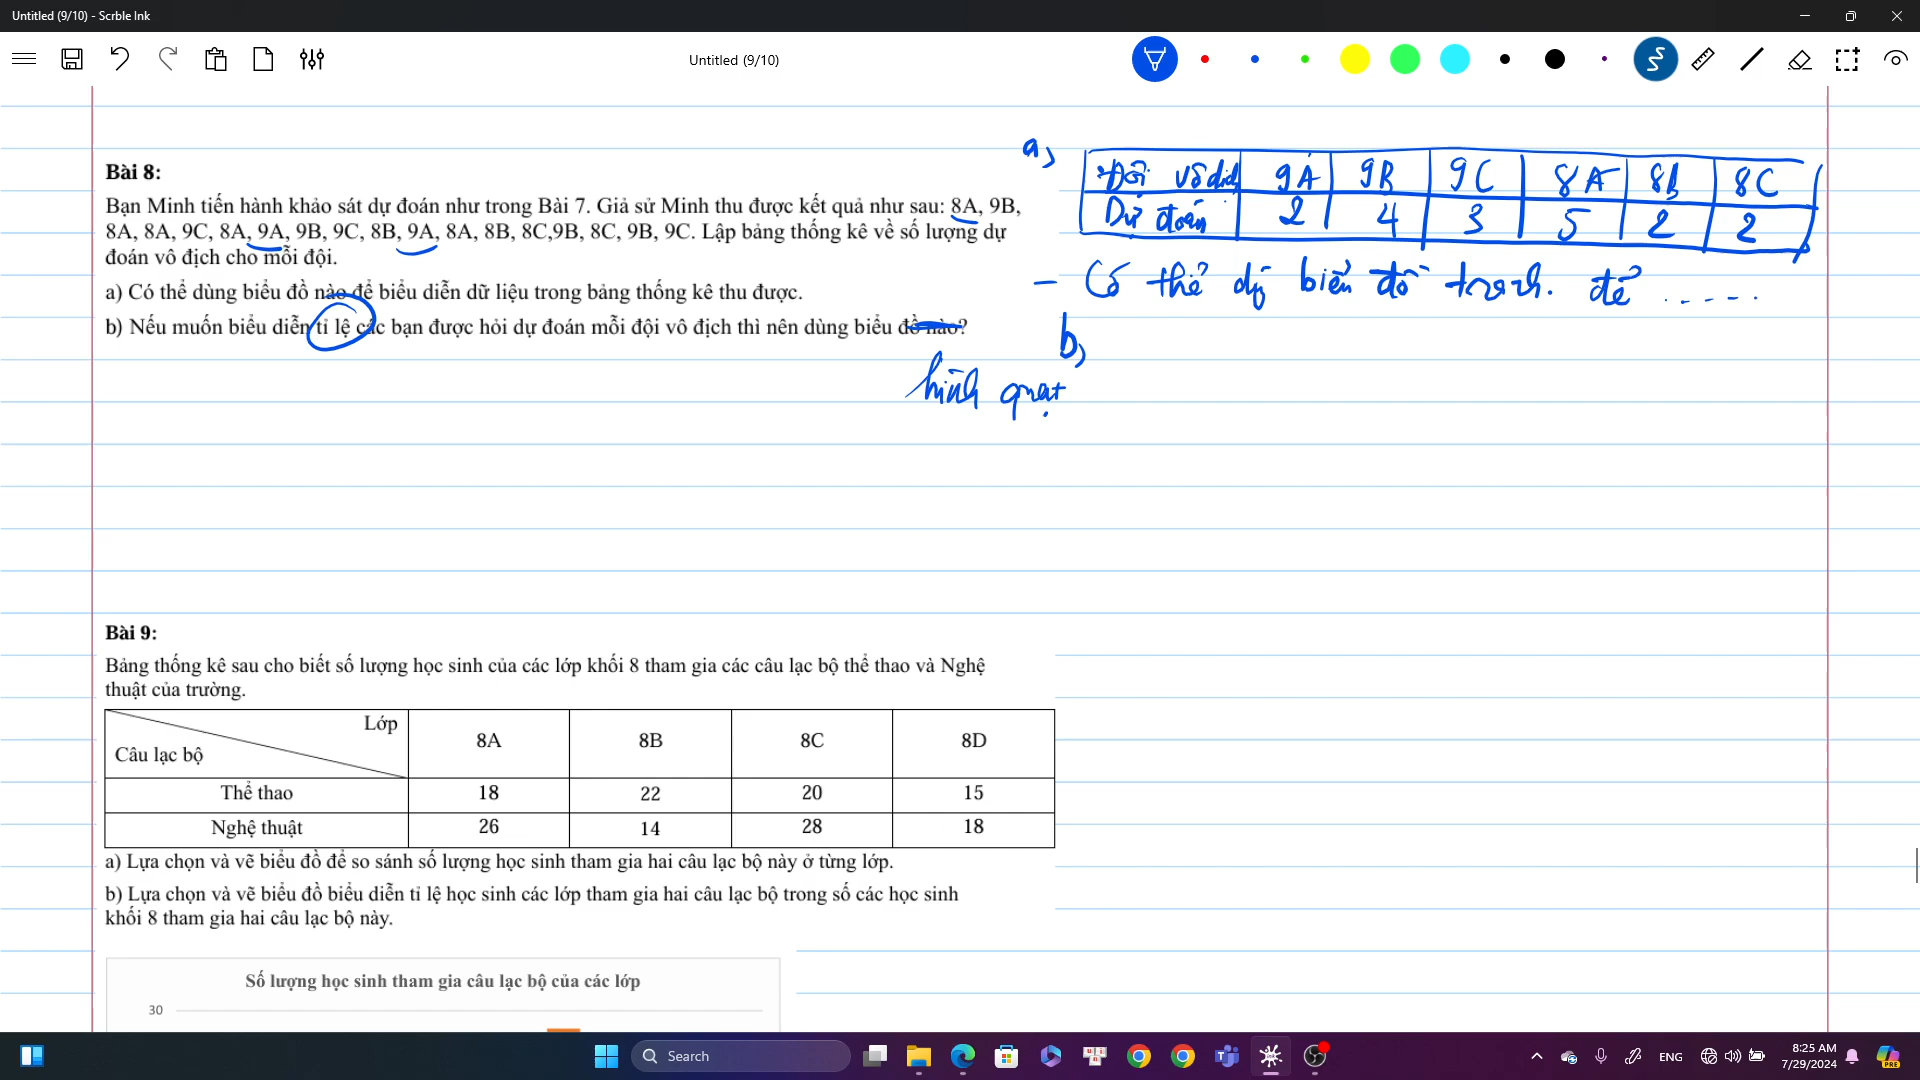 Untitled (9/10) - Scrble Ink
Untitled (9/10)
Bài 8:
Bạn Minh tiến hành khảo sát dự đoán như trong Bài 7. Giả sử Minh thu được kết quả như sau: 8A, 9B,
8A, 8A, 9C, 8A, 9A, 9B, 9C, 8B, 9A, 8A, 8B, 8C,9B, 8C, 9B, 9C. Lập bảng thống kê về số lượng dự
đoán vô địch cho mỗi đội.
a) Có thể dùng biểu đồ nào để biểu diễn dữ liệu trong bảng thống kê thu được.
b) Nếu muốn biểu diễn tỉ lệ các bạn được hỏi dự đoán mỗi đội vô địch thì nên dùng biểu đồ nào?
hình quạt
a)
Đội vô địch 9A 9B 9C 8A 8B 8C
Dự đoán 2 4 3 5 2 2
- Có thể biểu đồ tranh. để ......
b)
Bài 9:
Bảng thống kê sau cho biết số lượng học sinh của các lớp khối 8 tham gia các câu lạc bộ thể thao và Nghệ
thuật của trường.
Lớp
Câu lạc bộ
8A 8B 8C 8D
Thể thao 18 22 20 15
Nghệ thuật 26 14 28 18
a) Lựa chọn và vẽ biểu đồ để so sánh số lượng học sinh tham gia hai câu lạc bộ này ở từng lớp.
b) Lựa chọn và vẽ biểu đồ biểu diễn tỉ lệ học sinh các lớp tham gia hai câu lạc bộ trong số các học sinh
khối 8 tham gia hai câu lạc bộ này.
Số lượng học sinh tham gia câu lạc bộ của các lớp
30
Search
ENG
8:25 AM
7/29/2024
PRE